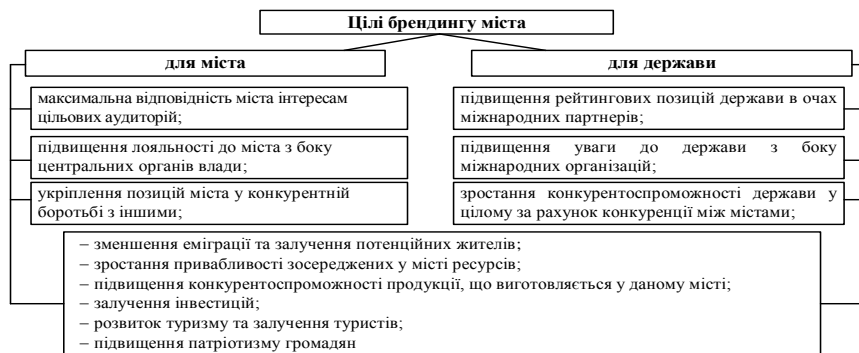 Цілі брендингу міста
для міста
для держави
максимальна відповідність міста інтересам
цільових аудиторій;
підвищення лояльності до міста з боку
центральних органів влади;
укріплення позицій міста у конкурентній
боротьбі з іншими;
підвищення рейтингових позицій держави в очах
міжнародних партнерів;
підвищення уваги до держави з боку
міжнародних організацій;
зростання конкурентоспроможності держави у
цілому за рахунок конкуренції між містами;
– зменшення еміграції та залучення потенційних жителів;
– зростання привабливості зосереджених у місті ресурсів;
– підвищення конкурентоспроможності продукції, що виготовляється у даному місті;
– залучення інвестицій;
– розвиток туризму та залучення туристів;
– підвищення патріотизму громадян